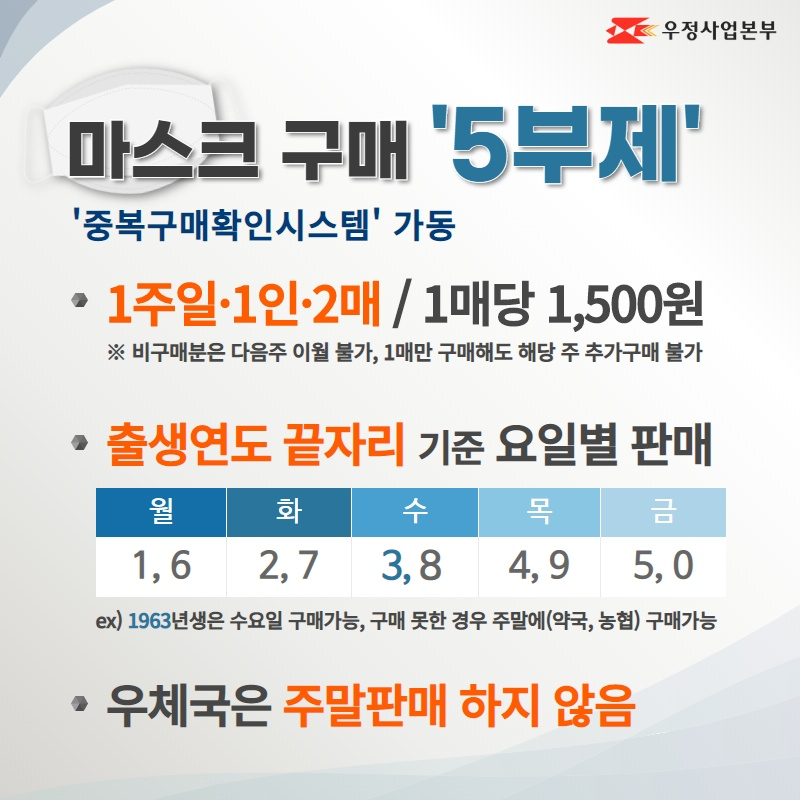 우정사업본부
마스크 구매 '5부제'
'중복구매확인시스템' 가동
1주일·1인·2매 / 1매당 1,500원
※ 비구매분은 다음주 이월 불가, 1매만 구매해도 해당 주 추가구매 불가
출생연도 끝자리 기준 요일별 판매
월 화 수 목 금
1, 6 2, 7 3, 8 4, 9 5, 0
ex) 1963년생은 수요일 구매가능, 구매 못한 경우 주말에(약국, 농협) 구매가능
우체국은 주말판매 하지 않음